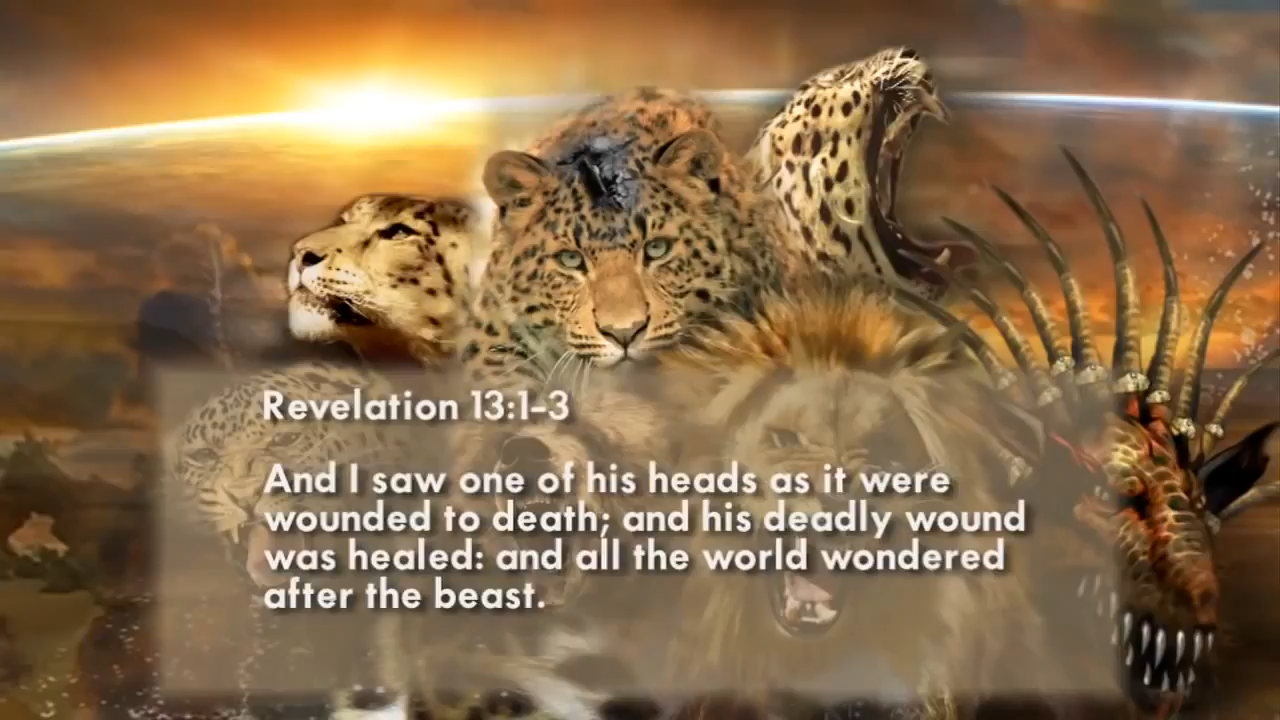 Revelation 13:1-3
And I saw one of his heads as it were
wounded to death; and his deadly wound
was healed: and all the world wondered
after the beast.